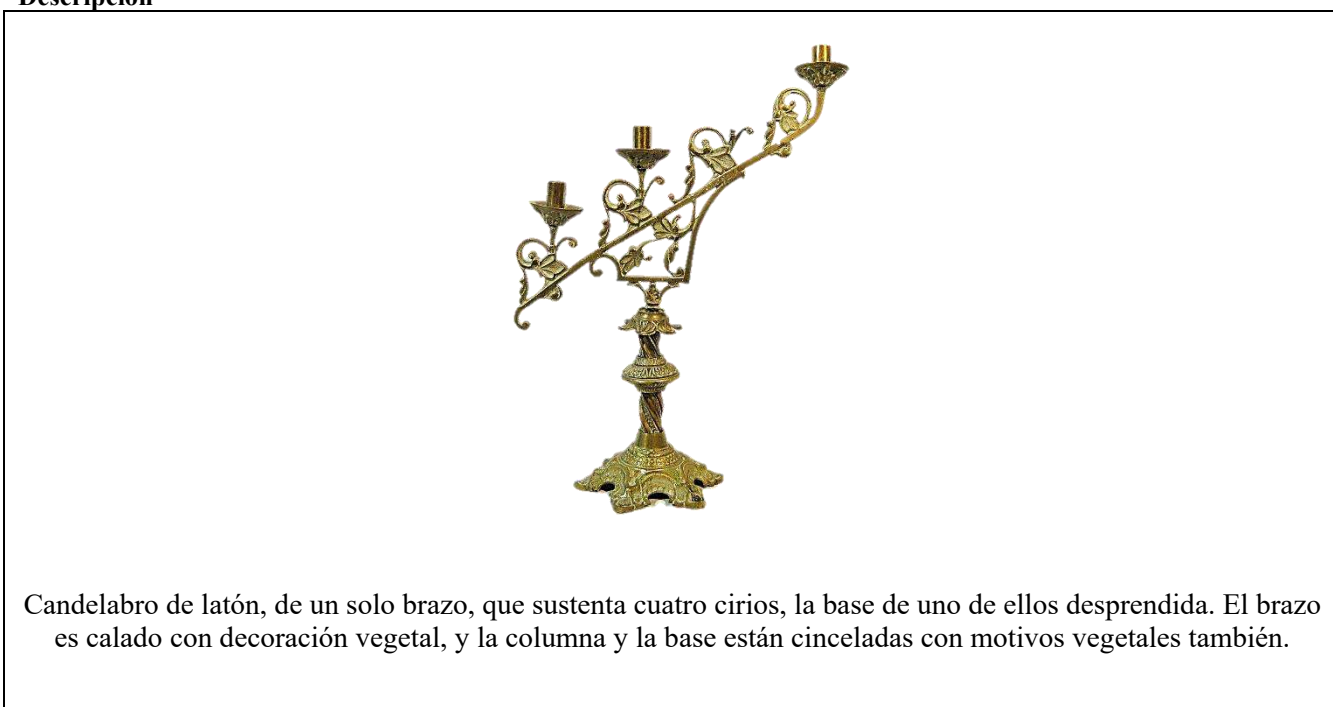 Descripción
Candelabro de latón, de un solo brazo, que sustenta cuatro cirios, la base de uno de ellos desprendida. El brazo
es calado con decoración vegetal, y la columna y la base están cinceladas con motivos vegetales también.